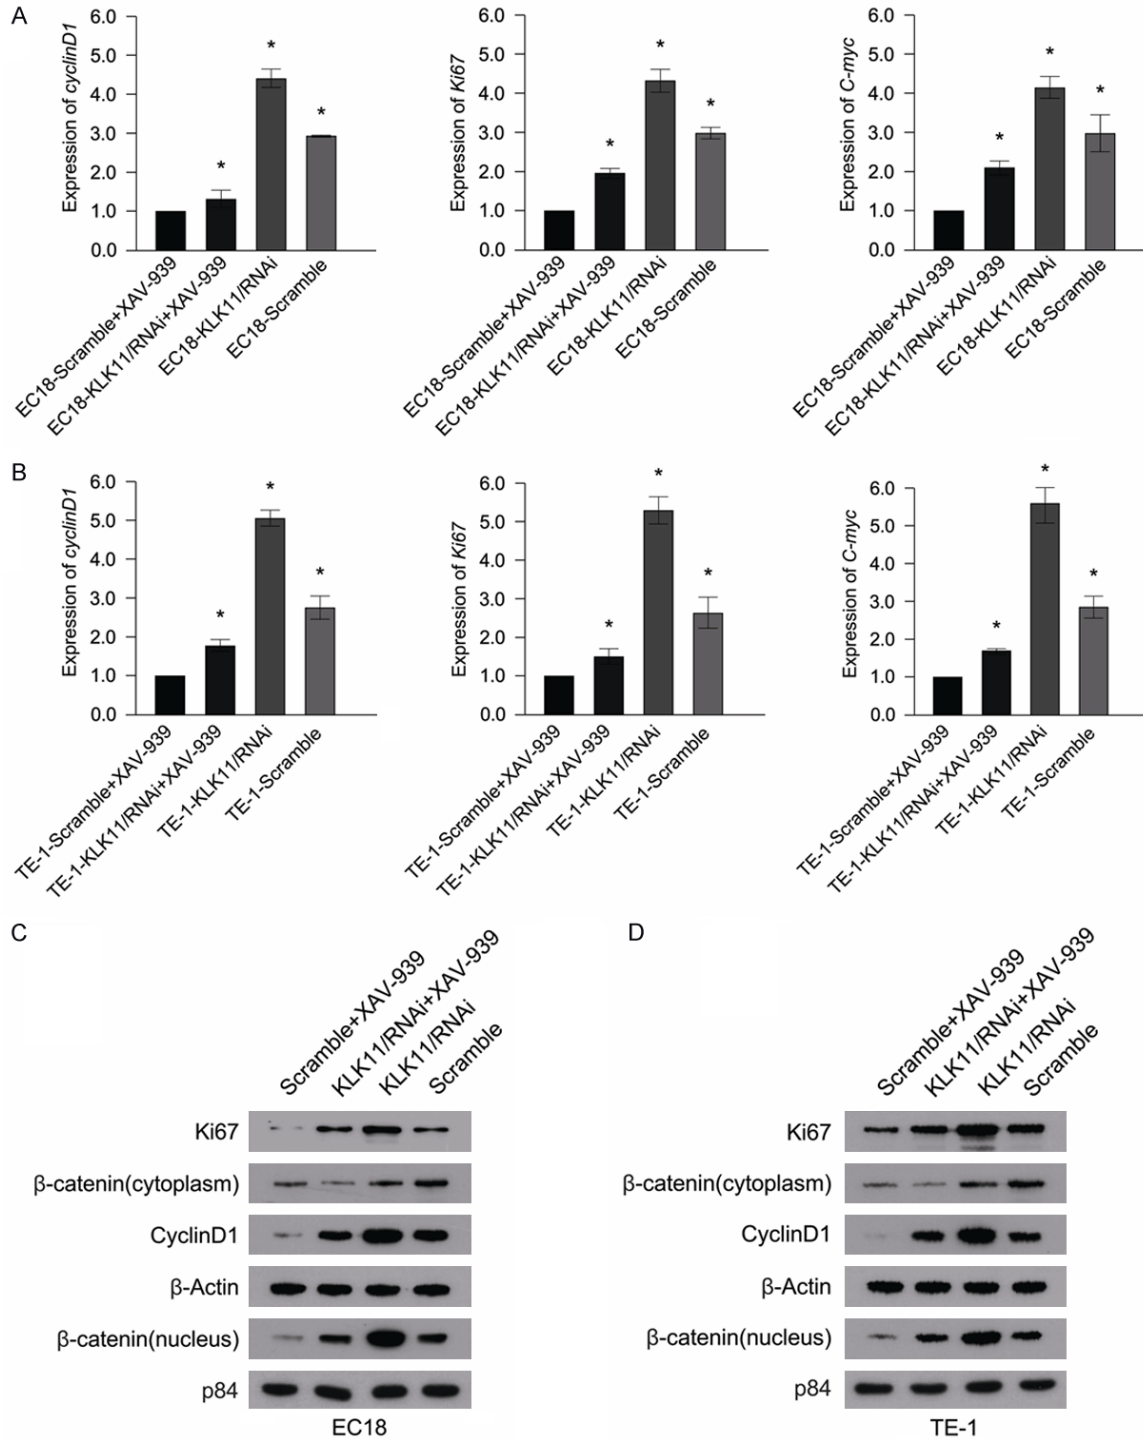 A
Expression of cyclinD1
6.0
5.0
4.0
3.0
2.0
1.0
0.0
*
*
*
EC18-Scramble+XAV-939
EC18-KLK11/RNAi+XAV-939
EC18-KLK11/RNAi
EC18-Scramble
Expression of Ki67
6.0
5.0
4.0
3.0
2.0
1.0
0.0
*
*
*
EC18-Scramble+XAV-939
EC18-KLK11/RNAi+XAV-939
EC18-KLK11/RNAi
EC18-Scramble
Expression of C-myc
6.0
5.0
4.0
3.0
2.0
1.0
0.0
*
*
*
EC18-Scramble+XAV-939
EC18-KLK11/RNAi+XAV-939
EC18-KLK11/RNAi
EC18-Scramble
B
Expression of cyclinD1
6.0
5.0
4.0
3.0
2.0
1.0
0.0
*
*
*
TE-1-Scramble+XAV-939
TE-1-KLK11/RNAi+XAV-939
TE-1-KLK11/RNAi
TE-1-Scramble
Expression of Ki67
6.0
5.0
4.0
3.0
2.0
1.0
0.0
*
*
*
TE-1-Scramble+XAV-939
TE-1-KLK11/RNAi+XAV-939
TE-1-KLK11/RNAi
TE-1-Scramble
Expression of C-myc
6.0
5.0
4.0
3.0
2.0
1.0
0.0
*
*
*
TE-1-Scramble+XAV-939
TE-1-KLK11/RNAi+XAV-939
TE-1-KLK11/RNAi
TE-1-Scramble
C
Scramble+XAV-939
KLK11/RNAi+XAV-939
KLK11/RNAi
Scramble
Ki67
β-catenin(cytoplasm)
CyclinD1
β-Actin
β-catenin(nucleus)
p84
EC18
D
Scramble+XAV-939
KLK11/RNAi+XAV-939
KLK11/RNAi
Scramble
Ki67
β-catenin(cytoplasm)
CyclinD1
β-Actin
β-catenin(nucleus)
p84
TE-1